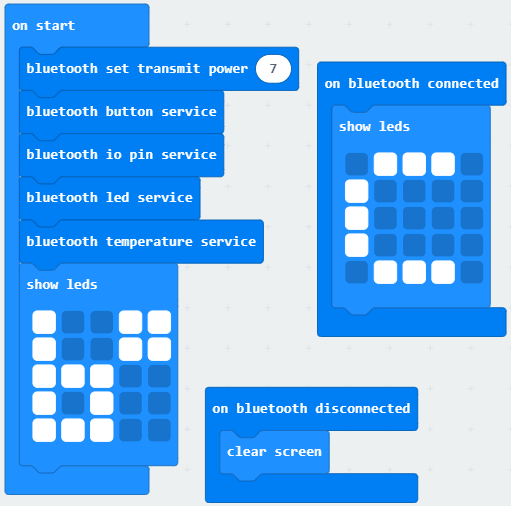 on start
bluetooth set transmit power 7
bluetooth button service
bluetooth io pin service
bluetooth led service
bluetooth temperature service
show leds
on bluetooth connected
show leds
on bluetooth disconnected
clear screen